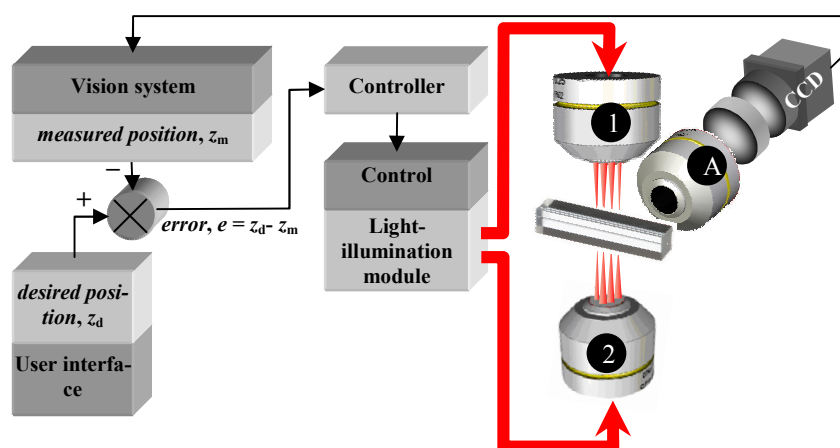 Vision system
measured position, zm
−
+
error, e = zd- zm
desired posi-
tion, zd
User interfa-
ce
Controller
Control
Light-
illumination
module
1
2
A
CCD